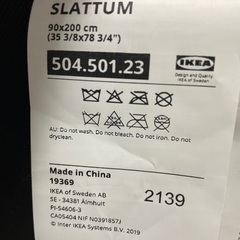 SLATTUM
90x200 cm
(35 3/8x78 3/4")
504.501.23
IKEA
Design and Quality
IKEA of Sweden
AU: Do not wash. Do not bleach. Do not iron. Do not
dryclean.
Made in China
19369
2139
IKEA of Sweden AB
SE - 34381 Älmhult
PI-54606-3
CA05404 NIF N0391857J
© Inter IKEA Systems B.V. 2019